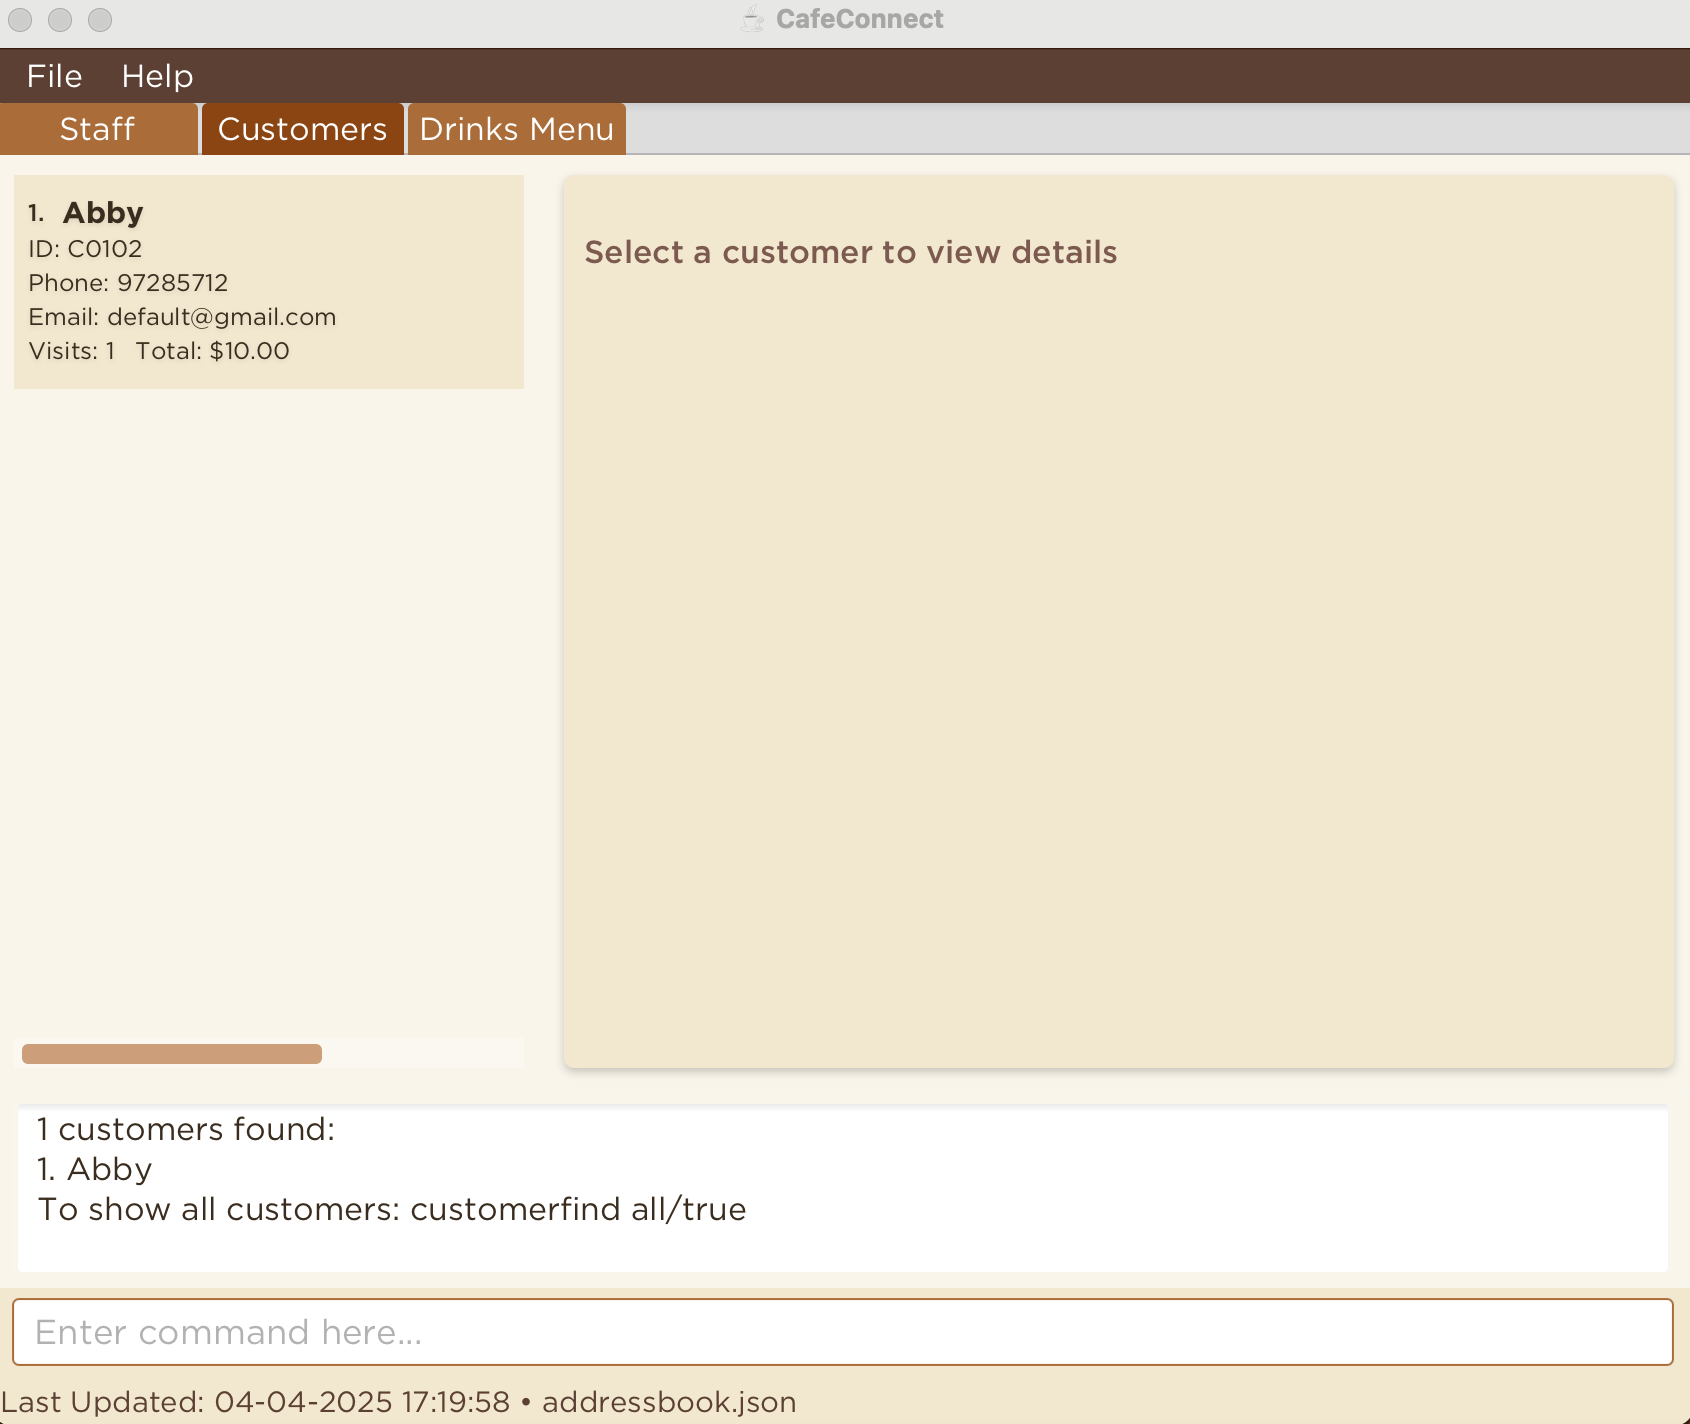 CafeConnect
File Help
Staff Customers Drinks Menu
1. Abby
ID: C0102
Phone: 97285712
Email: default@gmail.com
Visits: 1 Total: $10.00
Select a customer to view details
1 customers found:
1. Abby
To show all customers: customerfind all/true
Enter command here...
Last Updated: 04-04-2025 17:19:58 • addressbook.json